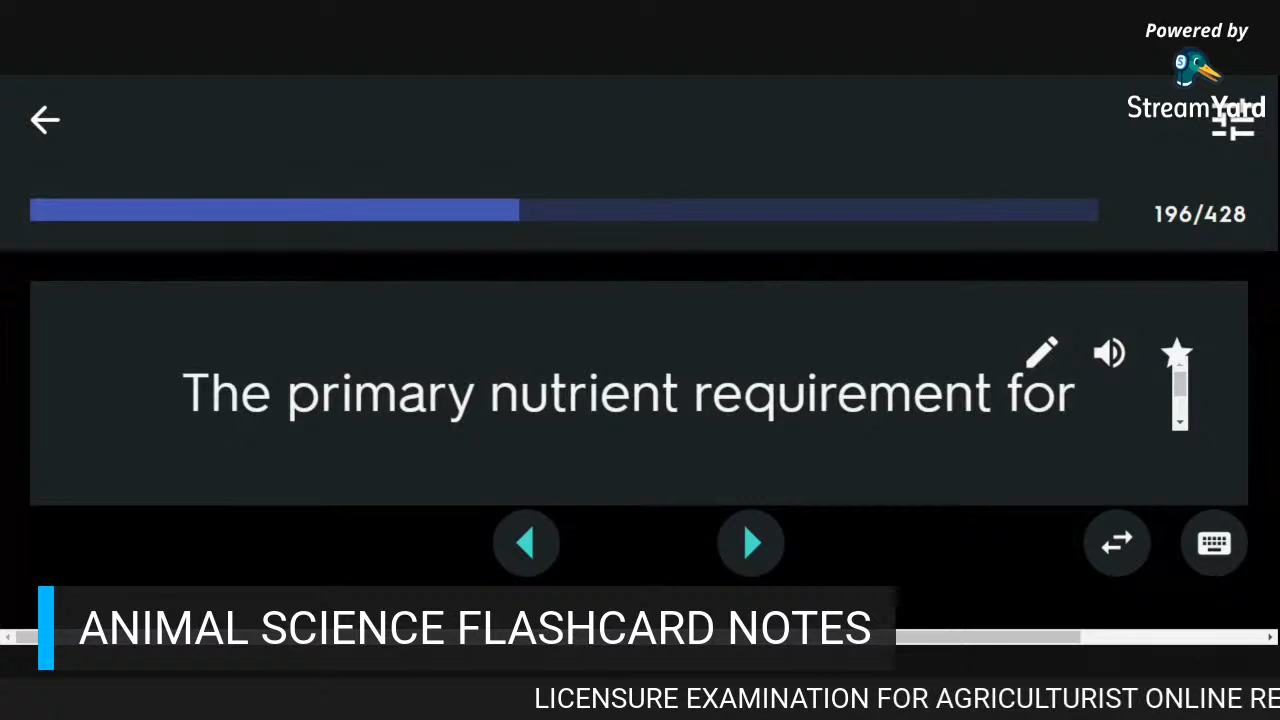 Powered by
StreamYard
196/428
The primary nutrient requirement for
ANIMAL SCIENCE FLASHCARD NOTES
LICENSURE EXAMINATION FOR AGRICULTURIST ONLINE RE